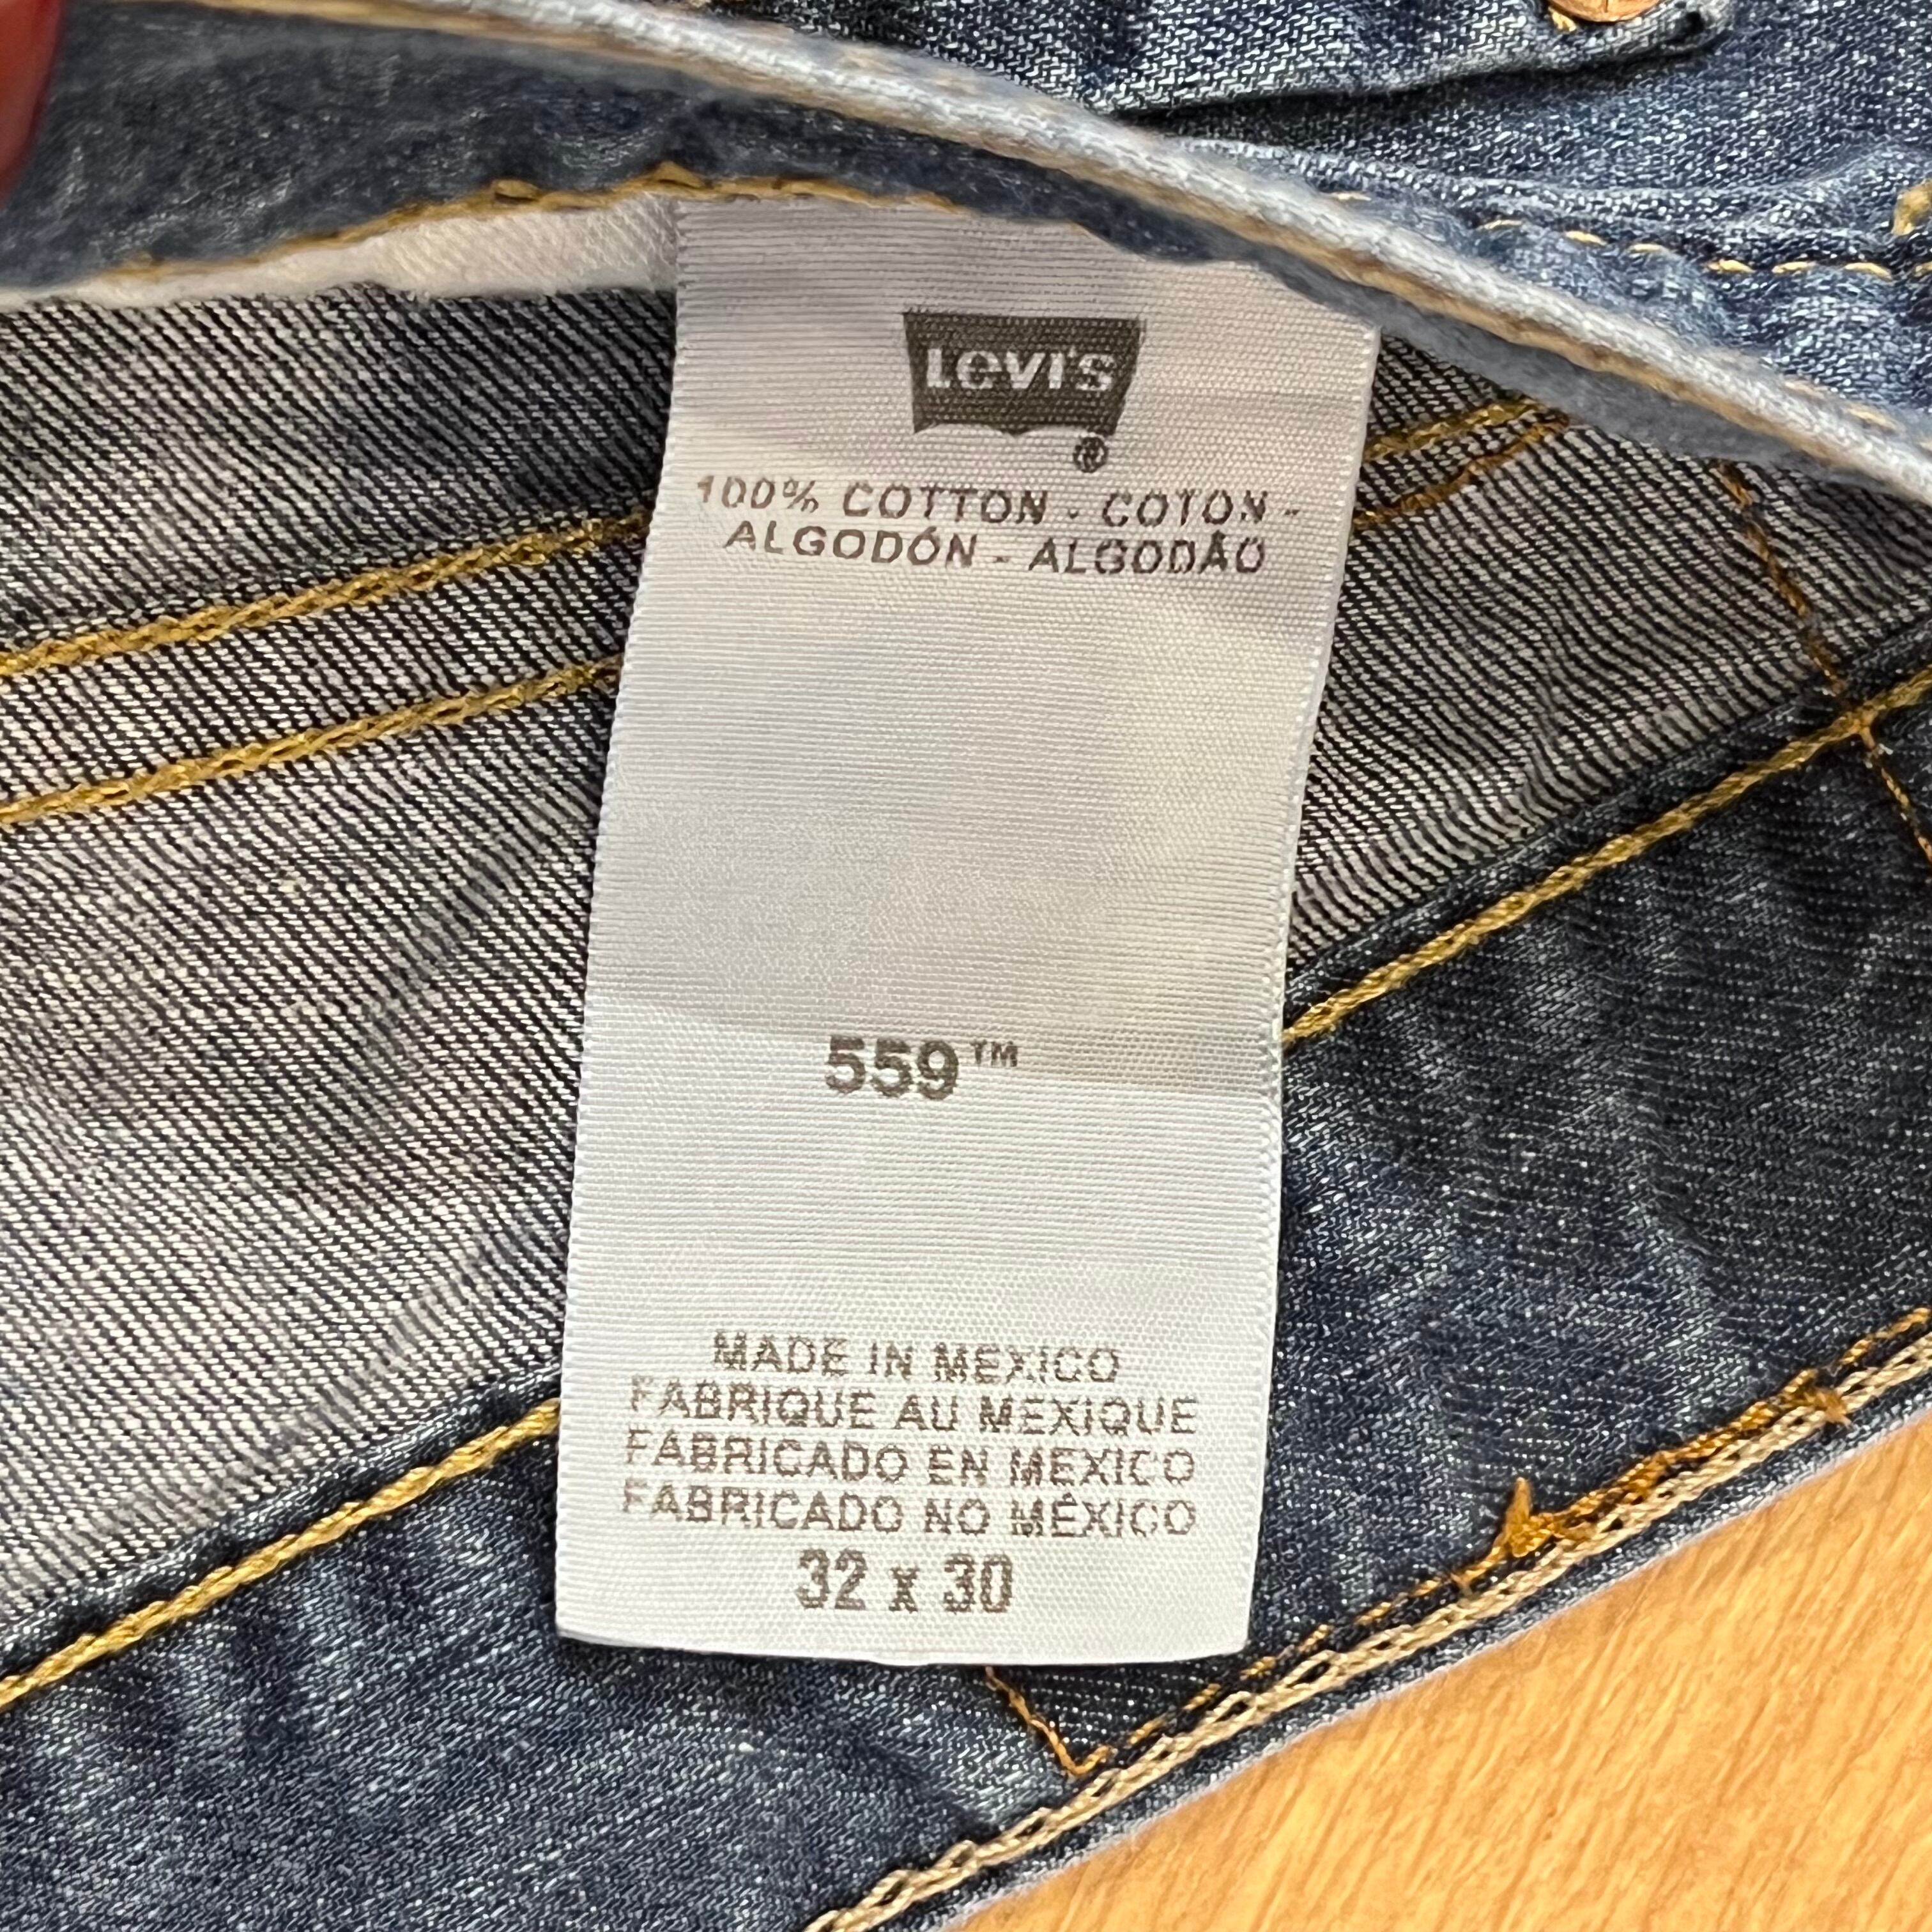 Levi's
®
100% COTTON - COTON -
ALGODÓN - ALGODÃO
559™
MADE IN MEXICO
FABRIQUE AU MEXIQUE
FABRICADO EN MEXICO
FABRICADO NO MÉXICO
32 x 30